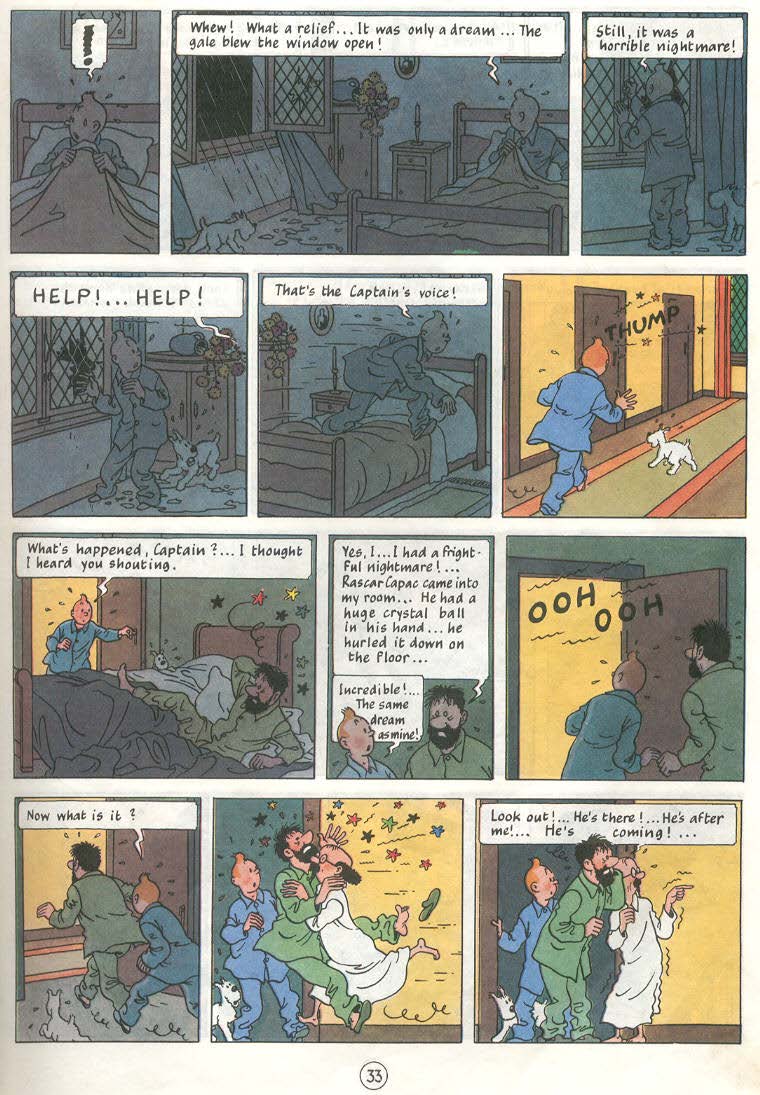 !
Whew! What a relief... It was only a dream ... The
gale blew the window open!
Still, it was a
horrible nightmare!
HELP!... HELP!
That's the Captain's voice!
THUMP
What's happened, Captain?... I thought
I heard you shouting.
Yes, I... I had a fright-
ful nightmare!...
Rascar Capac came into
my room... He had a
huge crystal ball
in his hand... he
hurled it down on
the floor...
Incredible!...
The same
dream
as mine!
OOH
OOH
Now what is it?
Look out!... He's there!... He's after
me!... He's coming!...
33